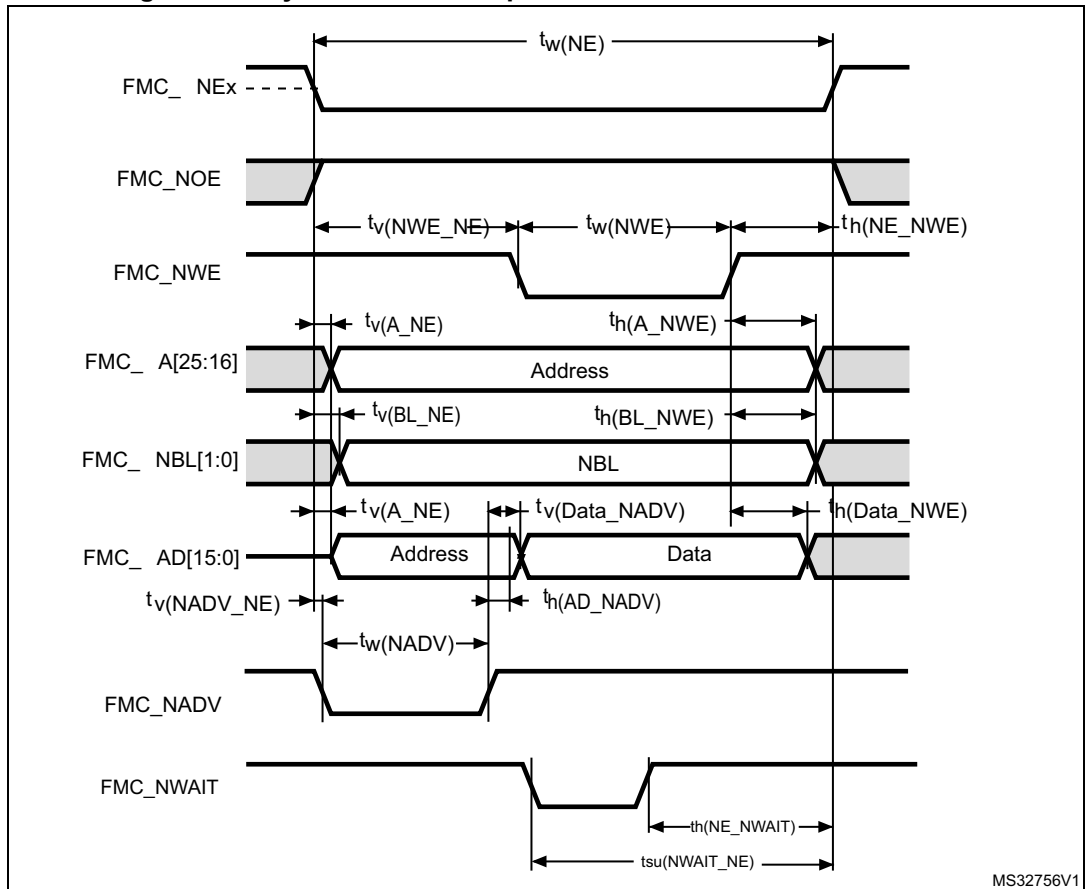 tw(NE)
FMC_ NEx
FMC_NOE
tv(NWE_NE) tw(NWE) th(NE_NWE)
FMC_NWE
tv(A_NE) th(A_NWE)
FMC_ A[25:16] Address
tv(BL_NE) th(BL_NWE)
FMC_ NBL[1:0] NBL
tv(A_NE) tv(Data_NADV) th(Data_NWE)
FMC_ AD[15:0] Address Data
tv(NADV_NE) th(AD_NADV)
tw(NADV)
FMC_NADV
FMC_NWAIT
th(NE_NWAIT)
tsu(NWAIT_NE)
MS32756V1